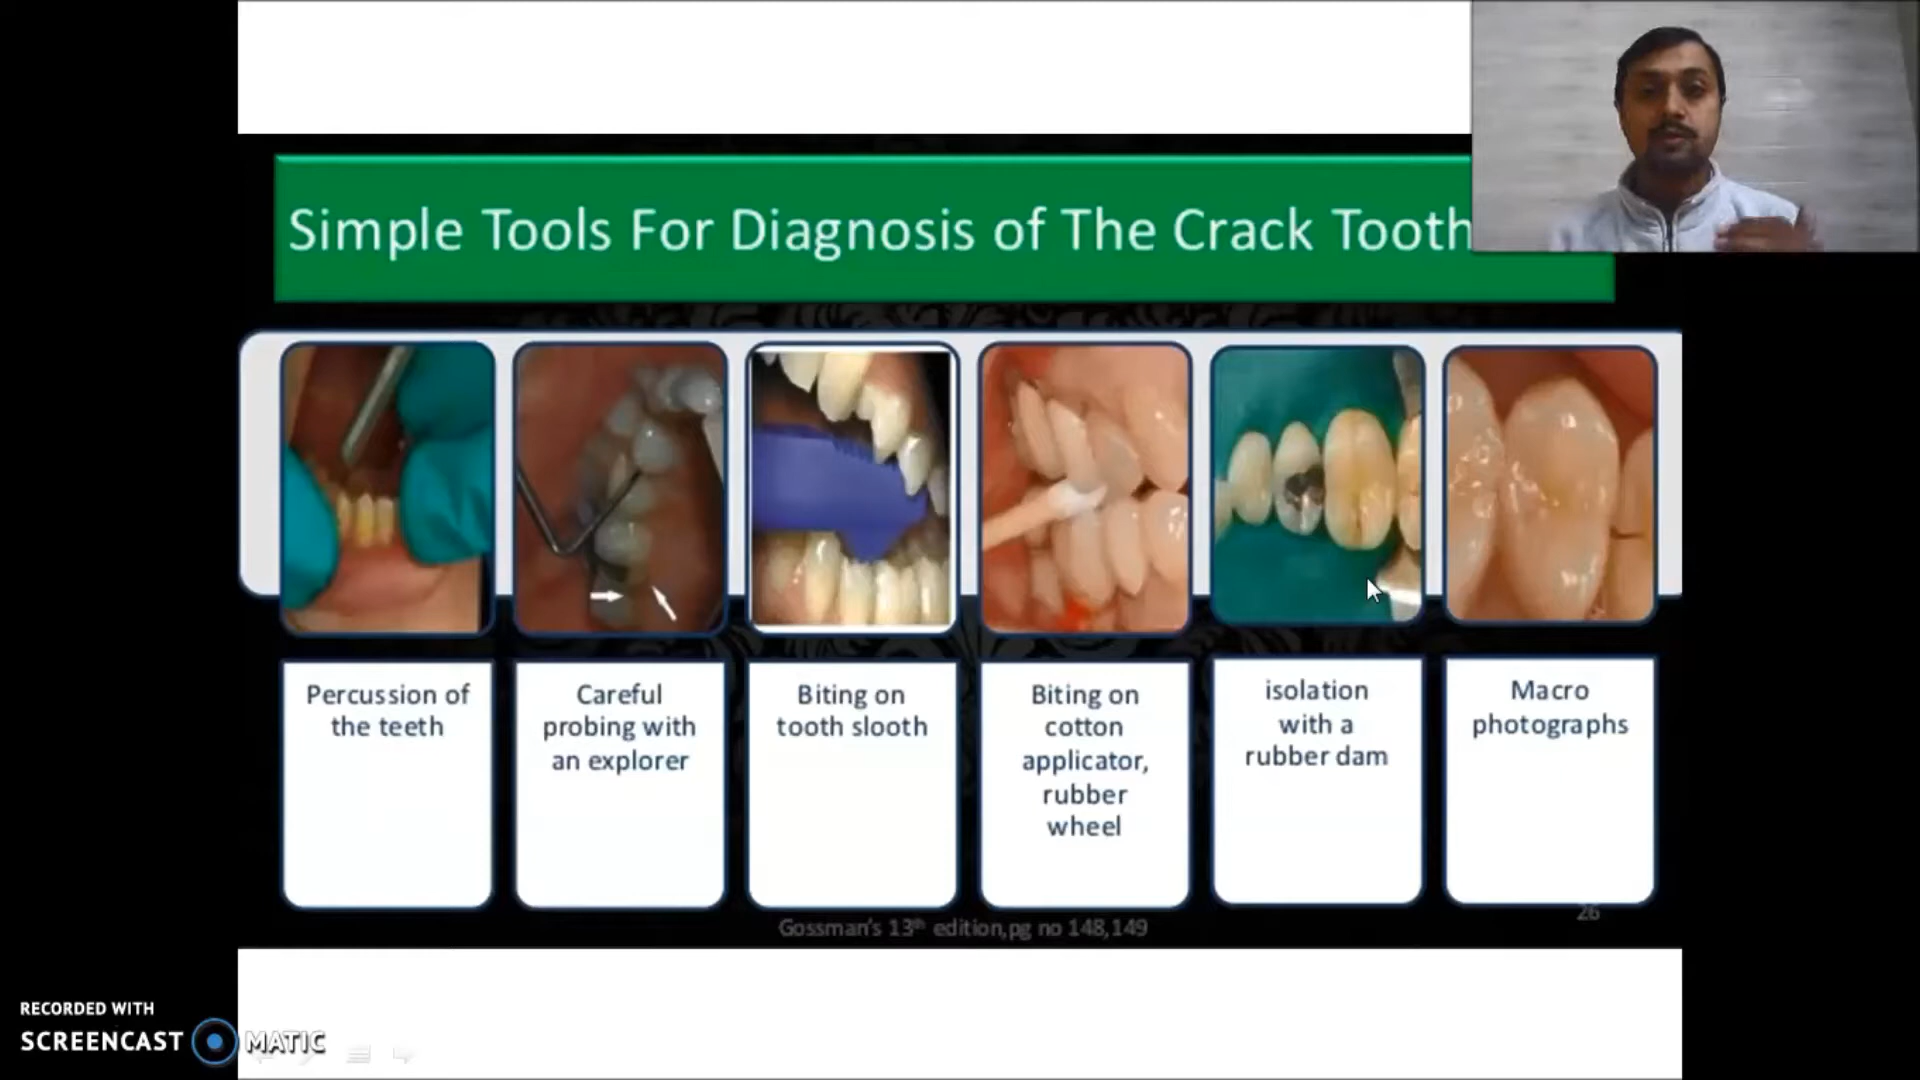 Simple Tools For Diagnosis of The Crack Tooth
Percussion of
the teeth
Careful
probing with
an explorer
Biting on
tooth slooth
Biting on
cotton
applicator,
rubber
wheel
isolation
with a
rubber dam
Macro
photographs
Gossman's 13th edition,pg no 148,149
26
RECORDED WITH
SCREENCAST MATIC